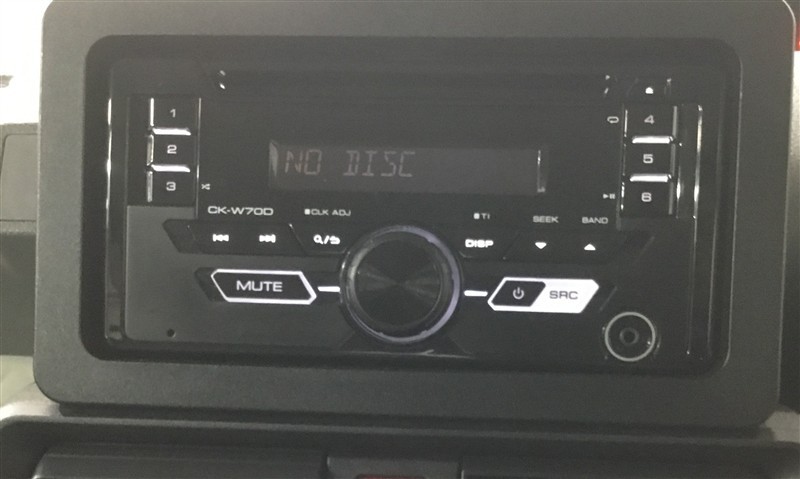 1
2
3
4
5
6
NO DISC
CK-W70D
CLK ADJ
TI
SEEK
BAND
DISP
MUTE
SRC